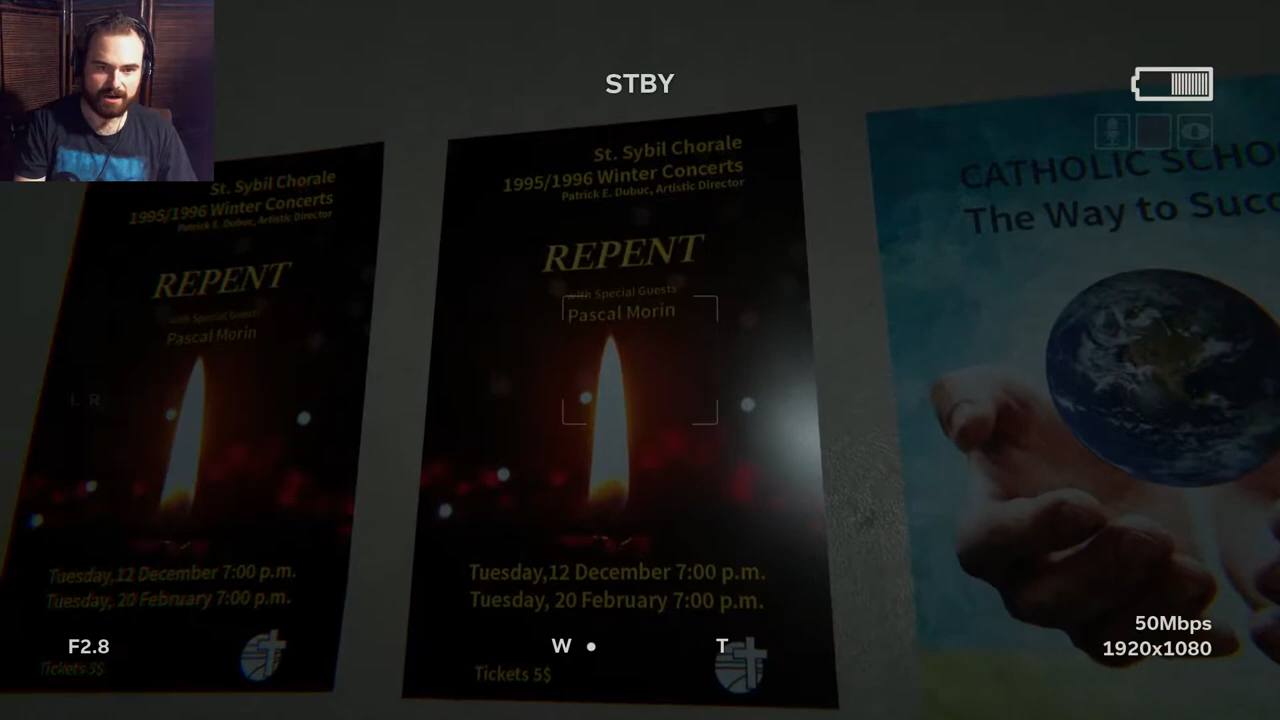 STBY
St. Sybil Chorale
1995/1996 Winter Concerts
Patrick E. Dubuc, Artistic Director
REPENT
with Special Guests
Pascal Morin
L R
Tuesday,12 December 7:00 p.m.
Tuesday, 20 February 7:00 p.m.
Tickets 5$
St. Sybil Chorale
1995/1996 Winter Concerts
Patrick E. Dubuc, Artistic Director
REPENT
with Special Guests
Pascal Morin
Tuesday,12 December 7:00 p.m.
Tuesday, 20 February 7:00 p.m.
Tickets 5$
CATHOLIC SCHO
The Way to Succ
F2.8
W
T
50Mbps
1920x1080